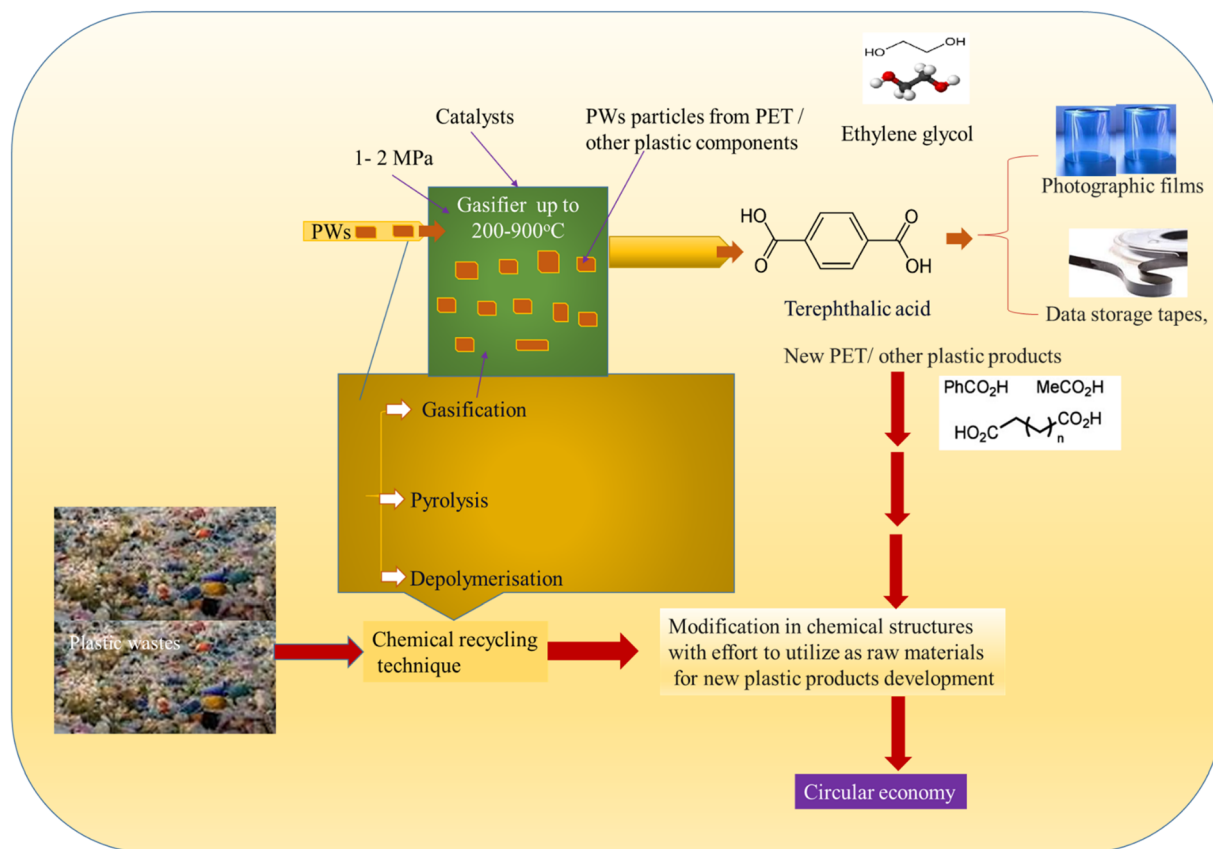 HO
OH
Ethylene glycol
Catalysts
PWs particles from PET /
other plastic components
1- 2 MPa
Gasifier up to
200-900°C
PWs
HO
O
O
OH
Terephthalic acid
Photographic films
Data storage tapes,
New PET/ other plastic products
PhCO₂H MeCO₂H
HO₂C
CO₂H
n
Gasification
Pyrolysis
Depolymerisation
Plastic wastes
Chemical recycling
technique
Modification in chemical structures
with effort to utilize as raw materials
for new plastic products development
Circular economy